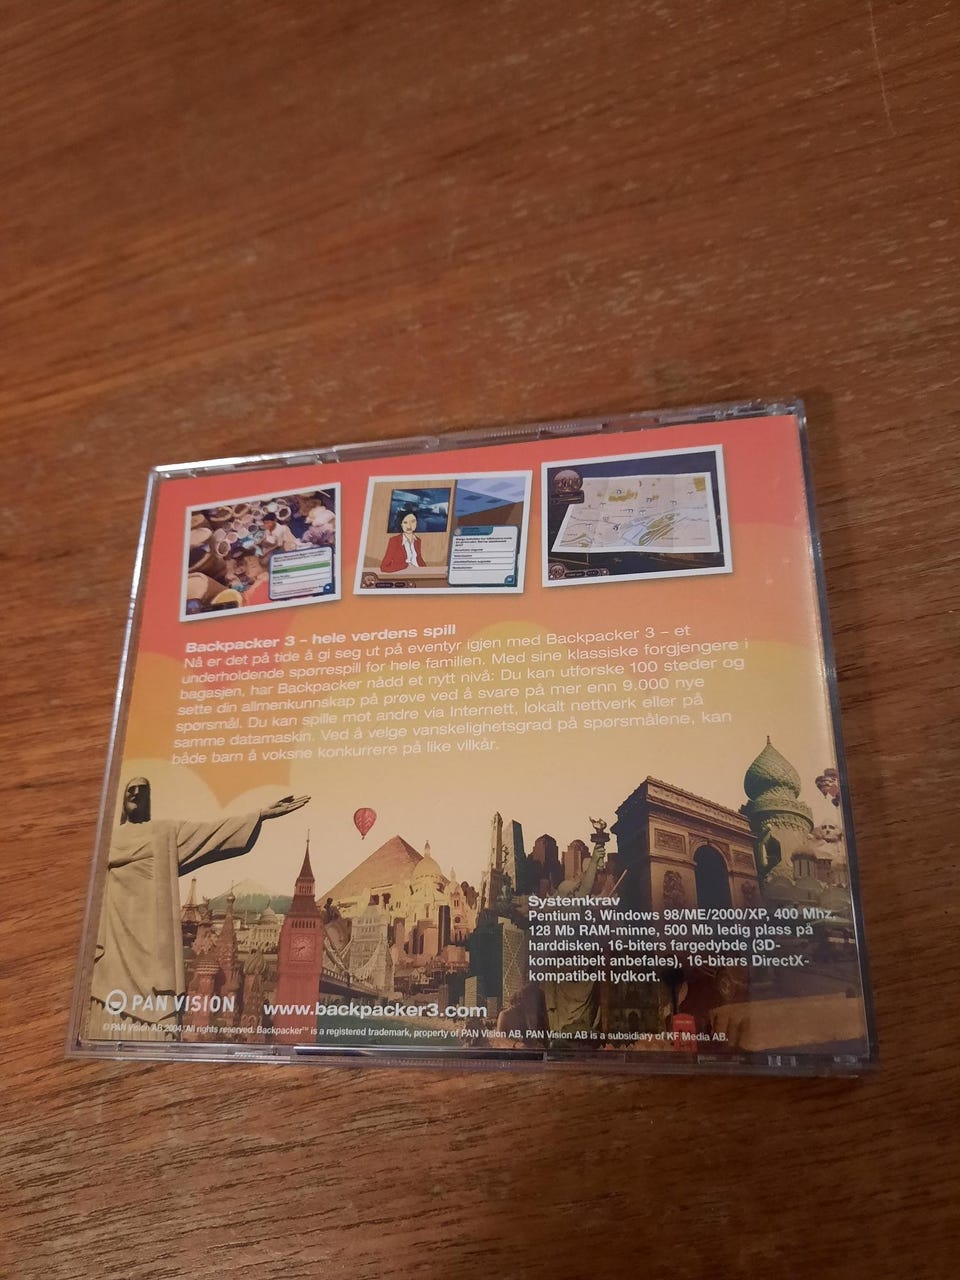 Backpacker 3 – hele verdens spill
Nå er det på tide å gi seg ut på eventyr igjen med Backpacker 3 – et
underholdende spørrespill for hele familien. Med sine klassiske forgjengere i
bagasjen, har Backpacker nådd et nytt nivå: Du kan utforske 100 steder og
sette din allmenkunnskap på prøve ved å svare på mer enn 9.000 nye
spørsmål. Du kan spille mot andre via Internett, lokalt nettverk eller på
samme datamaskin. Ved å velge vanskelighetsgrad på spørsmålene, kan
både barn å voksne konkurrere på like vilkår.
Systemkrav
Pentium 3, Windows 98/ME/2000/XP, 400 Mhz,
128 Mb RAM-minne, 500 Mb ledig plass på
harddisken, 16-biters fargedybde (3D-
kompatibelt anbefales), 16-bitars DirectX-
kompatibelt lydkort.
PAN VISION
www.backpacker3.com
© PAN Vision AB 2004. All rights reserved. Backpacker™ is a registered trademark, property of PAN Vision AB, PAN Vision AB is a subsidiary of KF Media AB.